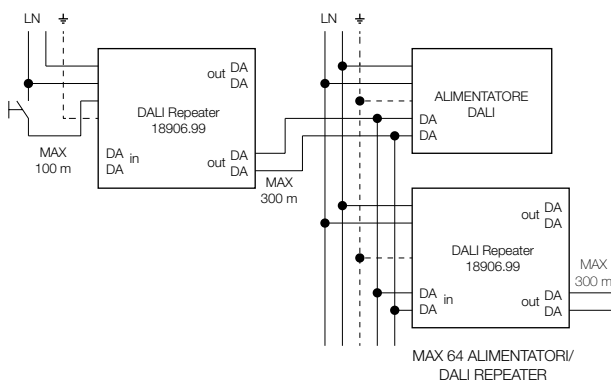 LN
out DA
DA
DALI Repeater
18906.99
DA in
DA
out DA
DA
MAX
100 m
MAX
300 m
LN
ALIMENTATORE
DALI
DA
DA
out DA
DA
DALI Repeater
18906.99
DA in
DA
out DA
DA
MAX
300 m
MAX 64 ALIMENTATORI/
DALI REPEATER